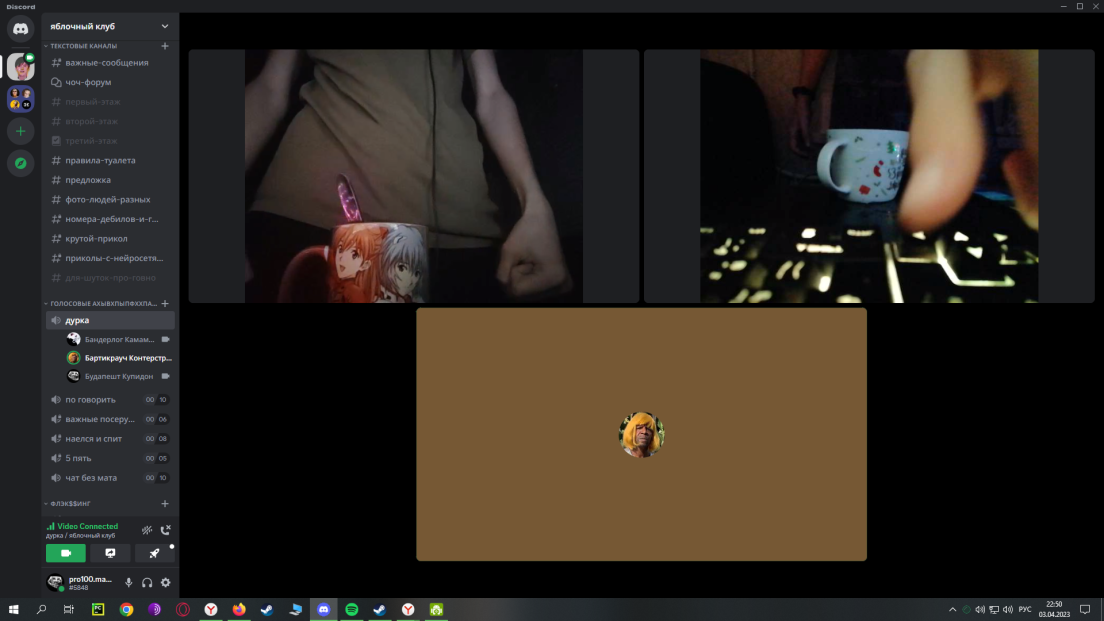 Discord
яблочный клуб
ТЕКСТОВЫЕ КАНАЛЫ
важные-сообщения
чоч-форум
первый-этаж
второй-этаж
третий-этаж
правила-туалета
предложка
фото-людей-разных
номера-дебилов-и-г...
крутой-прикол
приколы-с-нейросетя...
для-шуток-про-говно
дурка
Бандерлог Камам...
Бартикрауч Контерстр...
Будапешт Купидон
по говорить 00 10
важные посеру... 00 06
наелся и спит 00 08
5 пять 00 05
чат без мата 00 10
ФЛЭК$$ИНГ
Video Connected
дурка / яблочный клуб
pro100.ma...
#5848
РУС
22:50
03.04.2023